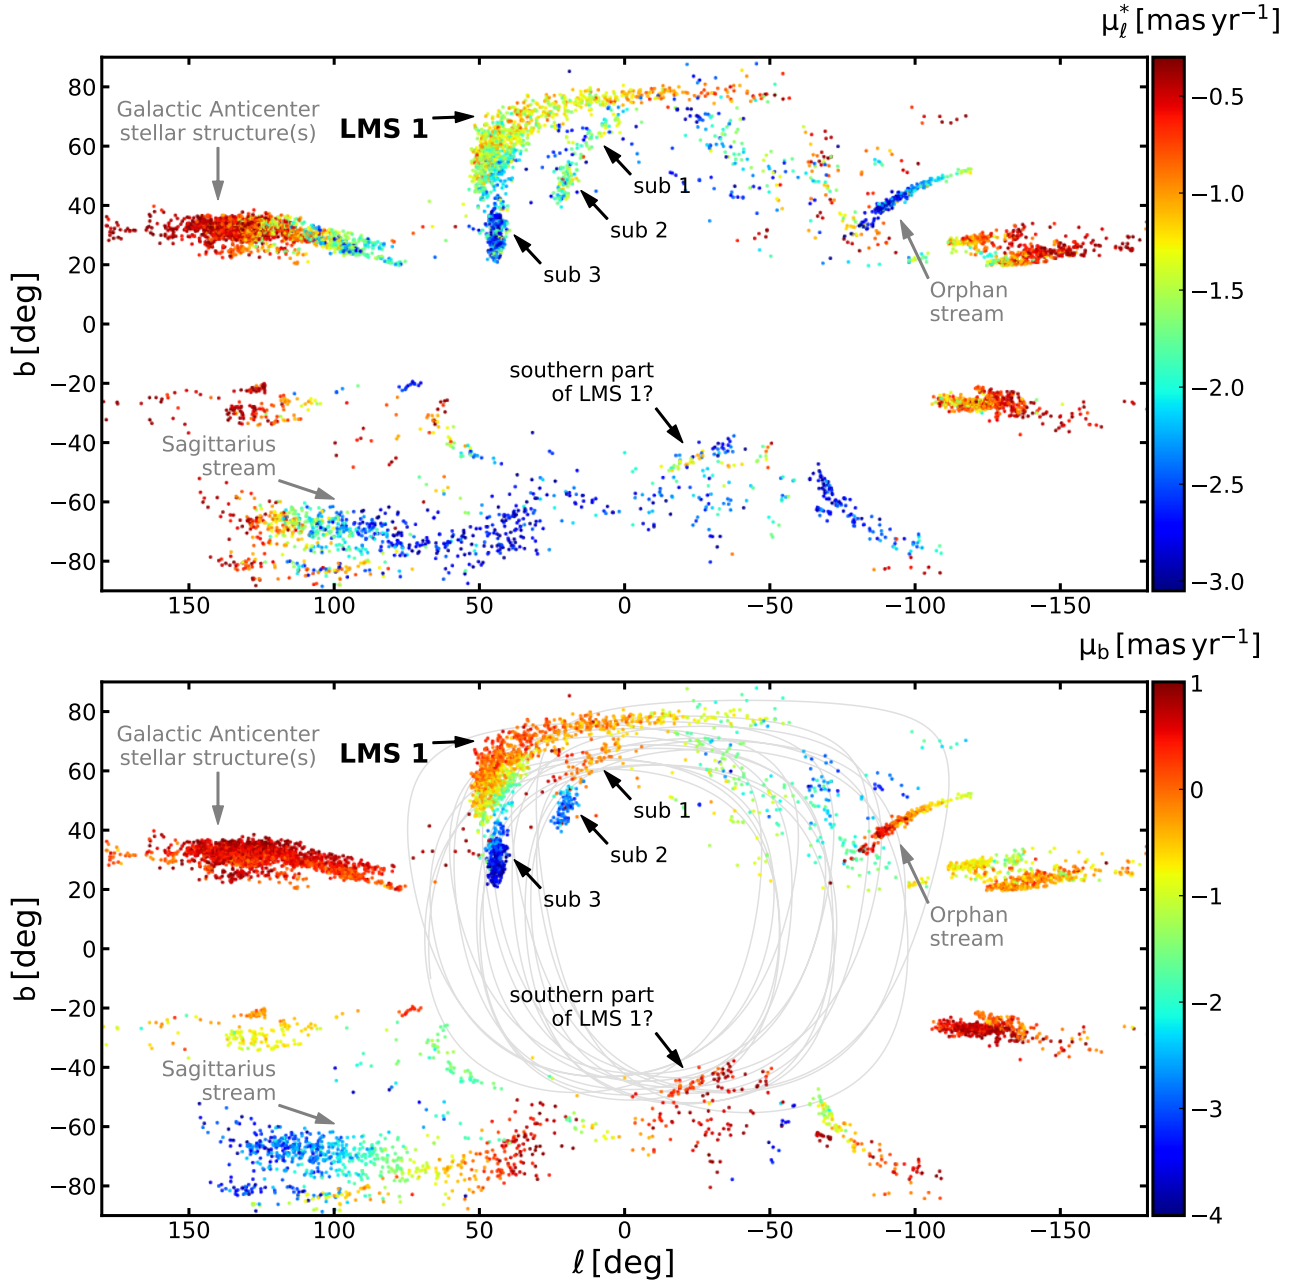 μ*ℓ [mas yr−1]
80
60
40
20
0
−20
−40
−60
−80
b [deg]
Galactic Anticenter
stellar structure(s)
LMS 1
sub 1
sub 2
sub 3
Orphan
stream
southern part
of LMS 1?
Sagittarius
stream
150
100
50
0
−50
−100
−150
−0.5
−1.0
−1.5
−2.0
−2.5
−3.0
μb [mas yr−1]
80
60
40
20
0
−20
−40
−60
−80
b [deg]
Galactic Anticenter
stellar structure(s)
LMS 1
sub 1
sub 2
sub 3
Orphan
stream
southern part
of LMS 1?
Sagittarius
stream
150
100
50
0
−50
−100
−150
ℓ [deg]
1
0
−1
−2
−3
−4